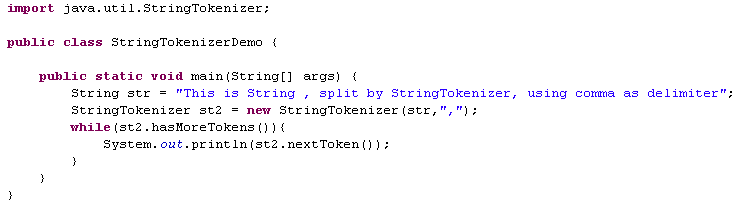 import java.util.StringTokenizer;

public class StringTokenizerDemo {

    public static void main(String[] args) {
        String str = "This is String , split by StringTokenizer, using comma as delimiter";
        StringTokenizer st2 = new StringTokenizer(str,",");
        while(st2.hasMoreTokens()){
            System.out.println(st2.nextToken());
        }
    }
}